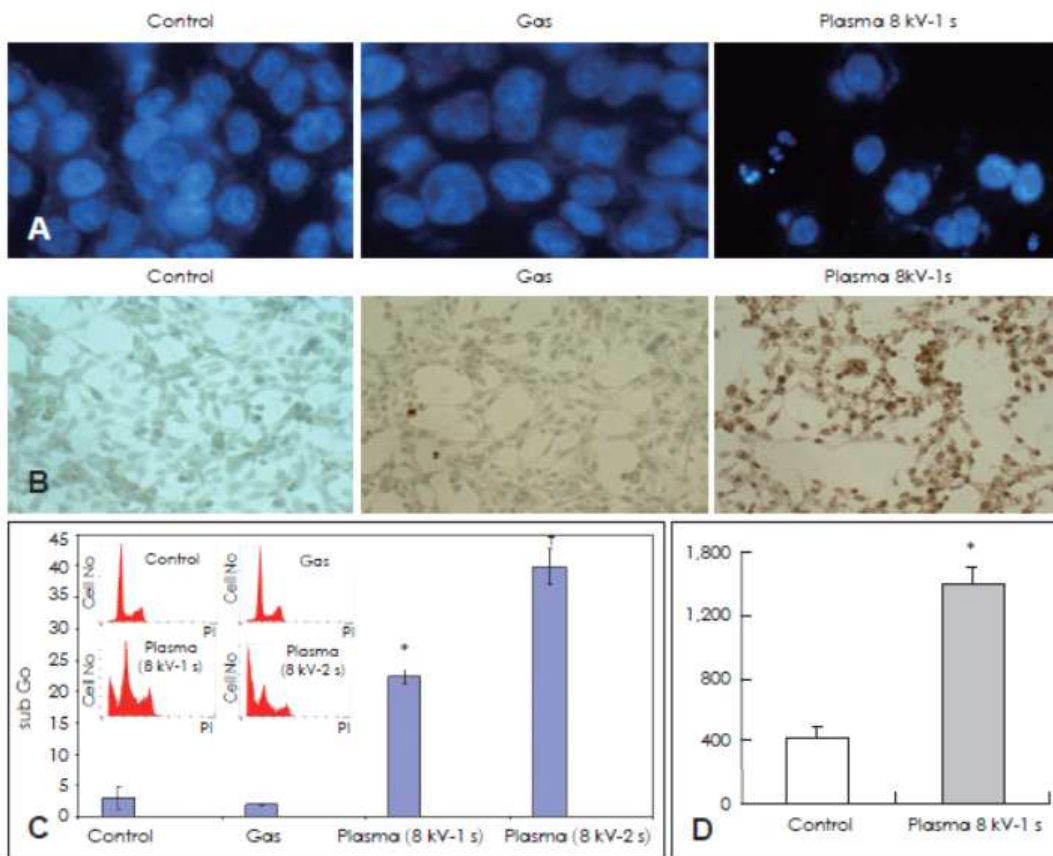 Control Gas Plasma 8 kV-1 s
A
Control Gas Plasma 8kV-1s
B
45
40
35
30
25
20
15
10
5
0
sub Go
Control
Cell No
Gas
Cell No
PI
Plasma
(8 kV-1 s)
Cell No
PI
Plasma
(8 kV-2 s)
Cell No
PI
*
C
Control Gas Plasma (8 kV-1 s) Plasma (8 kV-2 s)
1,800
1,200
800
400
0
*
D
Control Plasma 8 kV-1 s